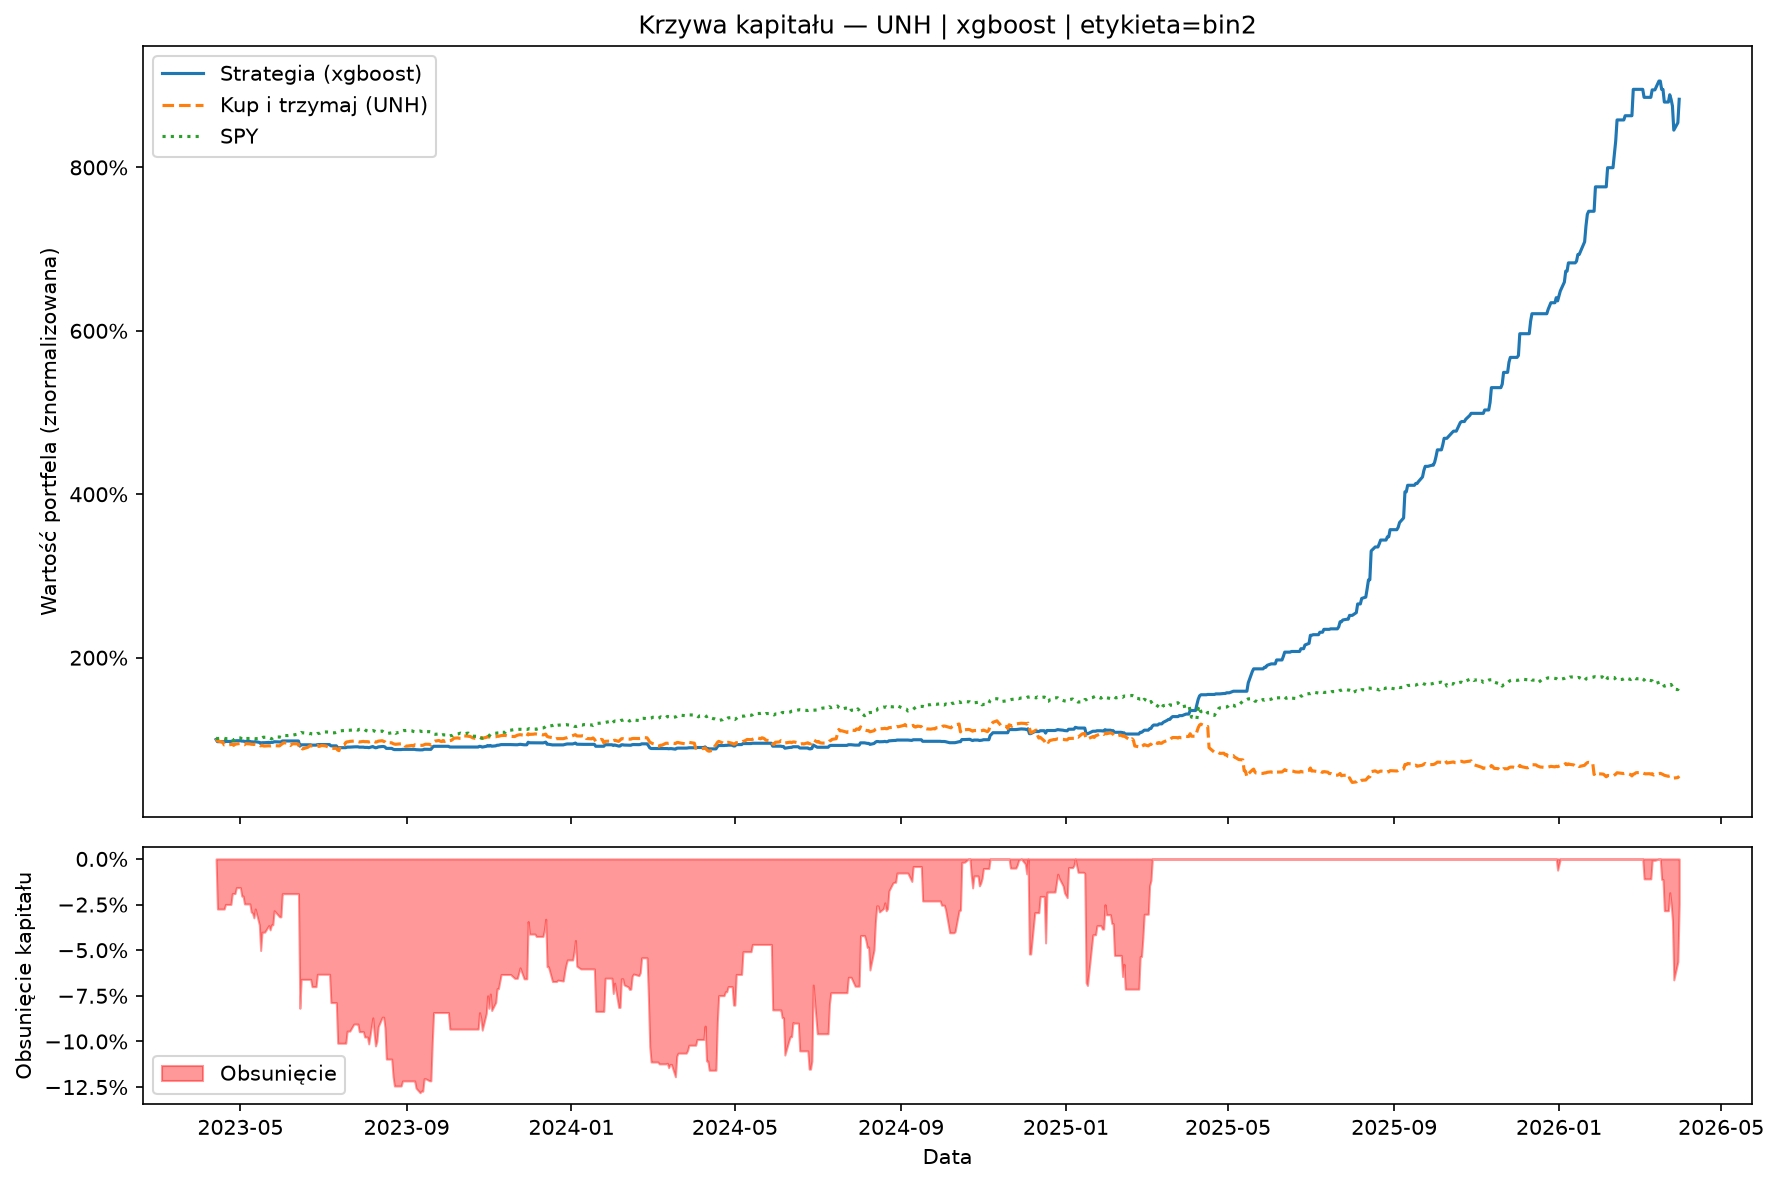 Krzywa kapitału — UNH | xgboost | etykieta=bin2
Strategia (xgboost)
Kup i trzymaj (UNH)
SPY
Wartość portfela (znormalizowana)
800%
600%
400%
200%
Obsunięcie kapitału
0.0%
−2.5%
−5.0%
−7.5%
−10.0%
−12.5%
Obsunięcie
2023-05 2023-09 2024-01 2024-05 2024-09 2025-01 2025-05 2025-09 2026-01 2026-05
Data